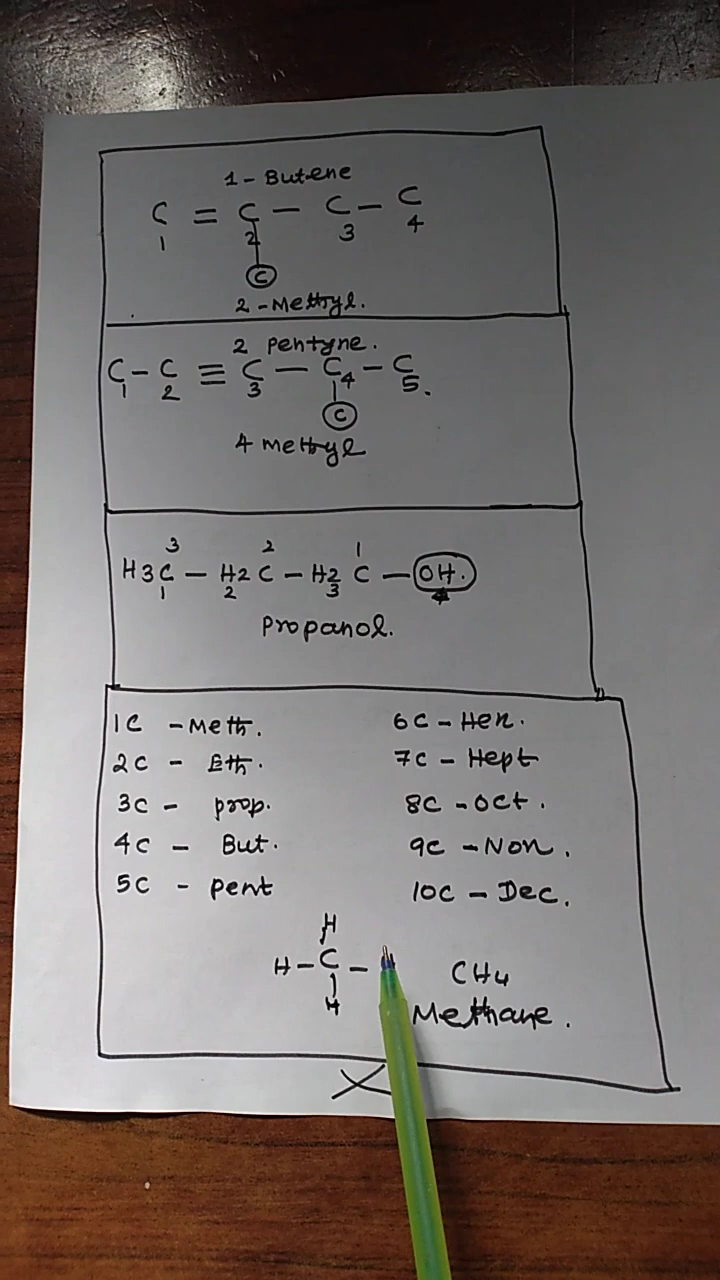 1 - Butene
C = C - C - C
1 2 3 4
C
2 - Methyl.
2 Pentyne.
C - C ≡ C - C - C
1 2 3 4 5.
C
4 methyl
3 2 1
H3C - H2C - H2C - OH.
1 2 3 4
Propanol.
1C - Meth. 6C - Hex.
2C - Eth. 7C - Hept
3C - prop. 8C - Oct.
4C - But. 9C - Non.
5C - pent 10C - Dec.
H
H - C - CH4
H Methane.